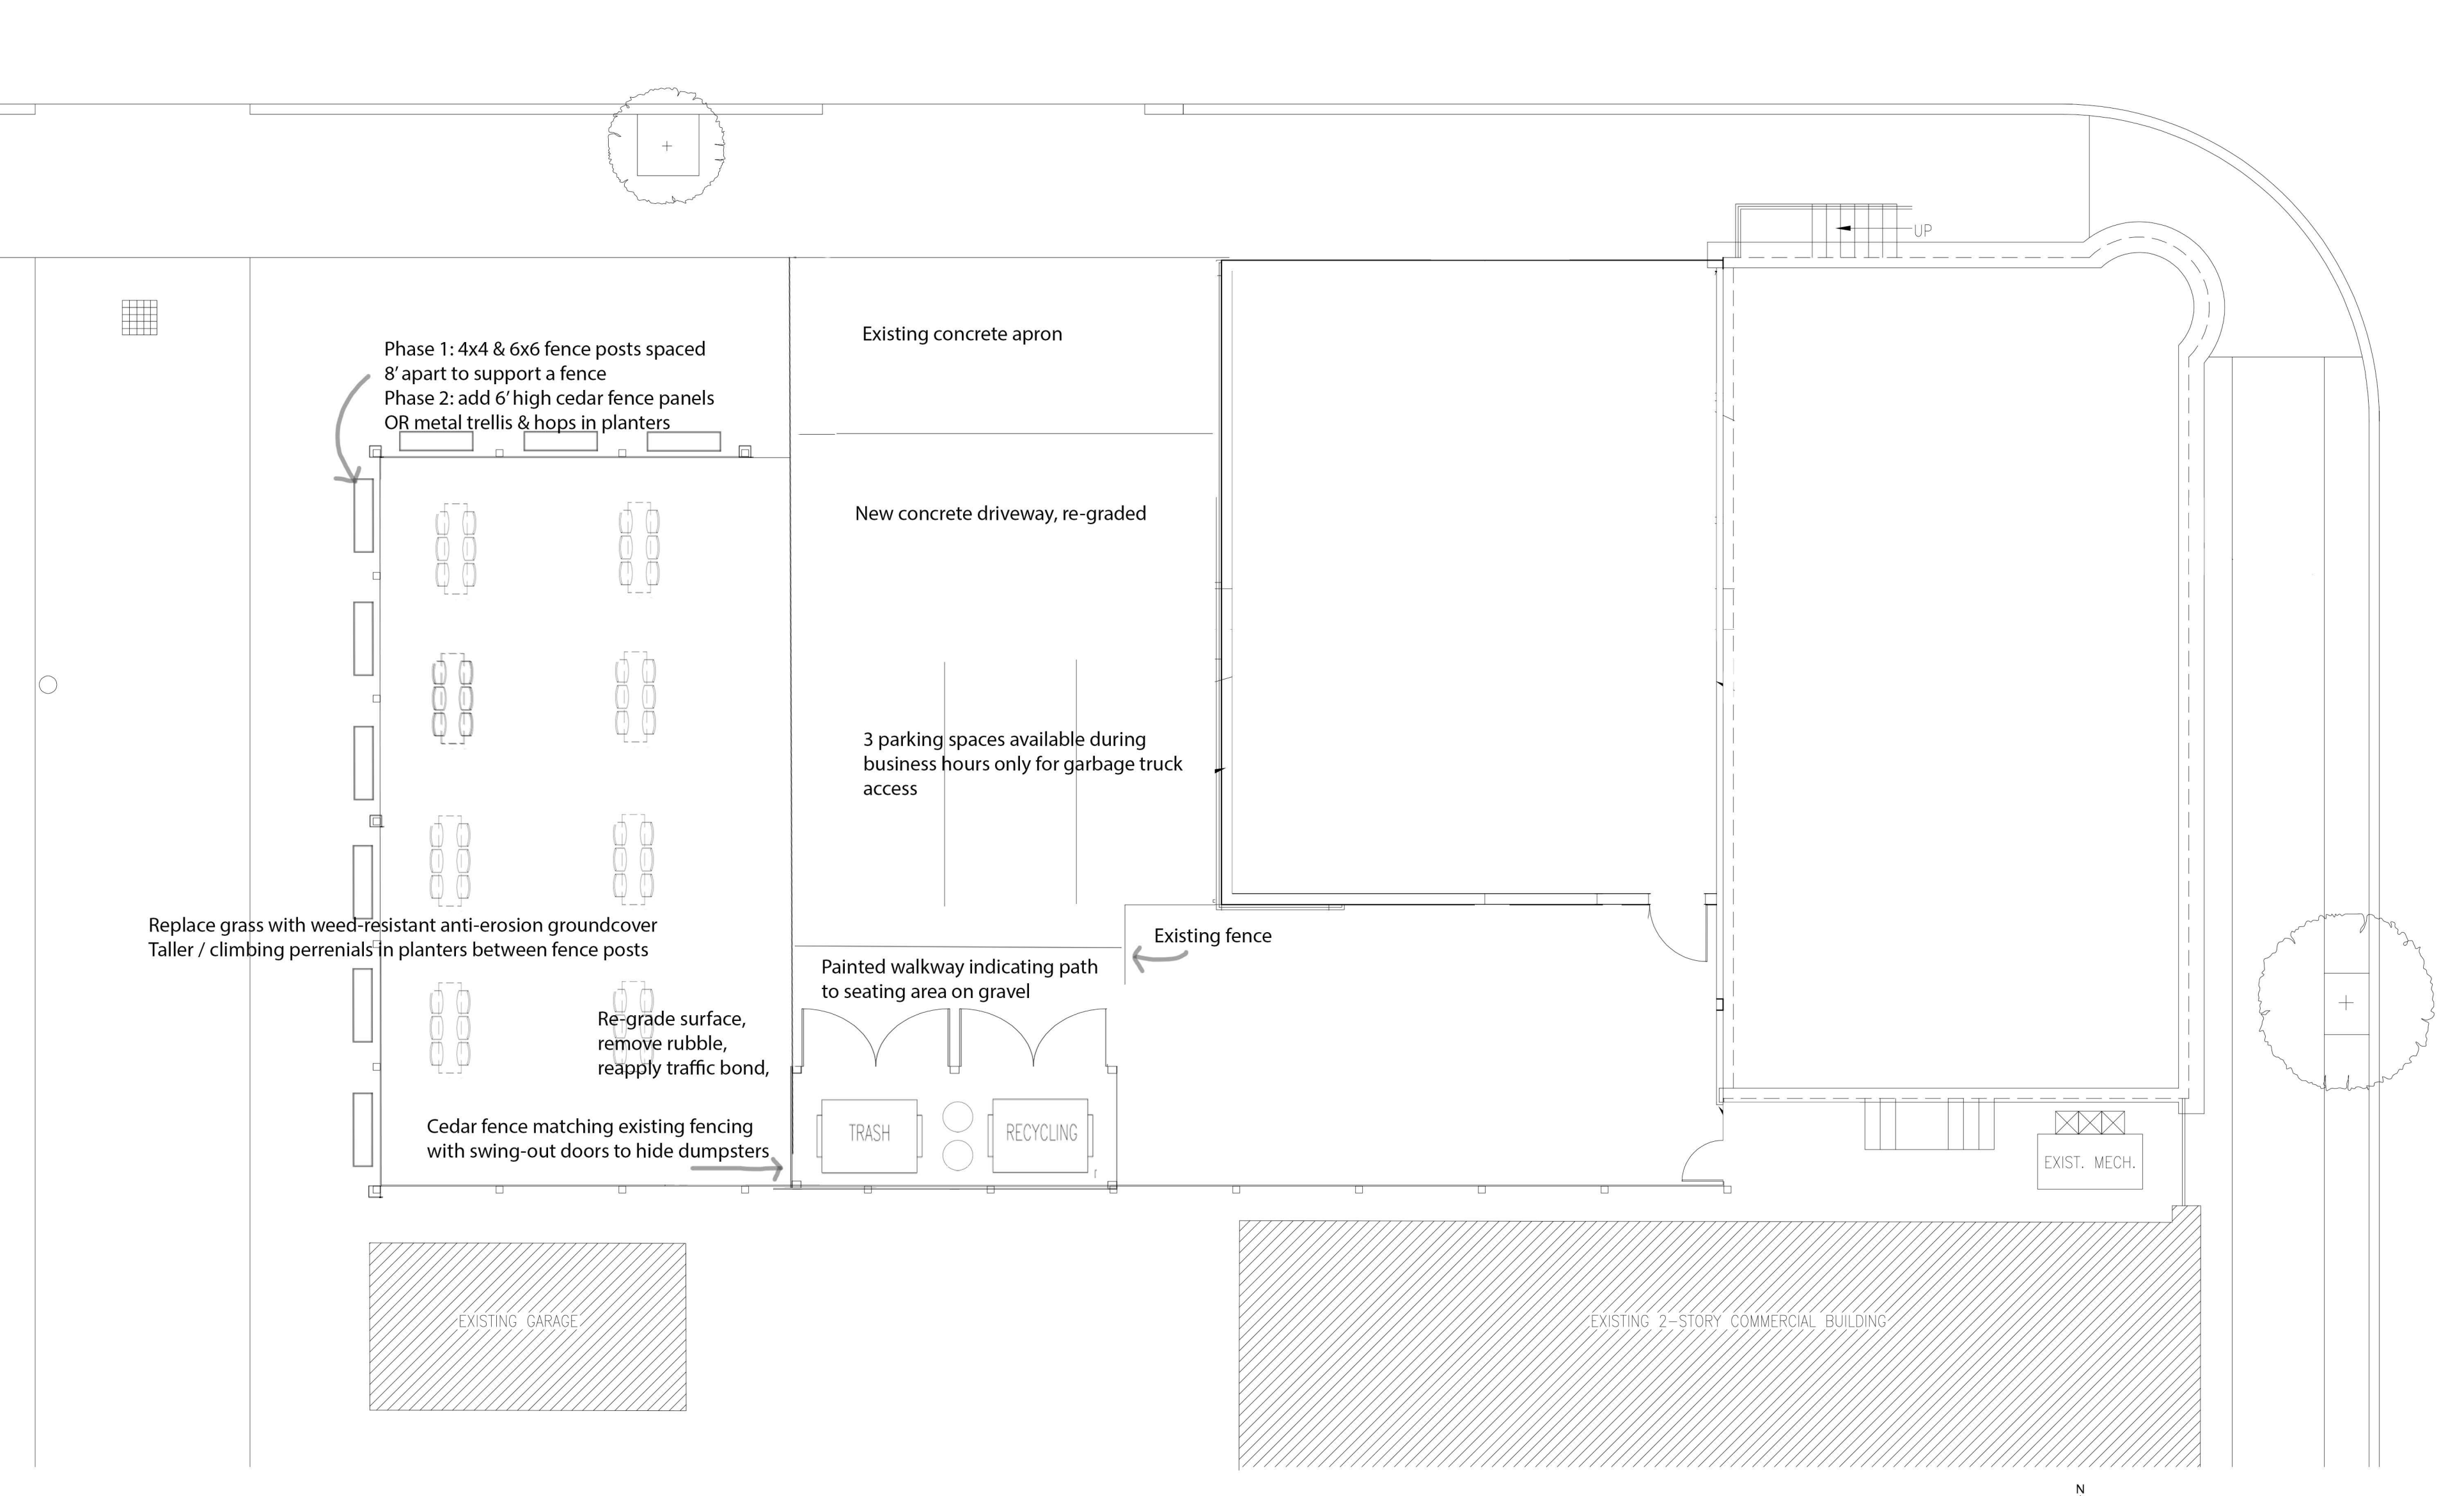 UP
Existing concrete apron
Phase 1: 4x4 & 6x6 fence posts spaced
8’ apart to support a fence
Phase 2: add 6’ high cedar fence panels
OR metal trellis & hops in planters
New concrete driveway, re-graded
3 parking spaces available during
business hours only for garbage truck
access
Replace grass with weed-resistant anti-erosion groundcover
Taller / climbing perrenials in planters between fence posts
Existing fence
Painted walkway indicating path
to seating area on gravel
Re-grade surface,
remove rubble,
reapply traffic bond,
Cedar fence matching existing fencing
with swing-out doors to hide dumpsters
TRASH
RECYCLING
EXIST. MECH.
EXISTING GARAGE
EXISTING 2-STORY COMMERCIAL BUILDING
N